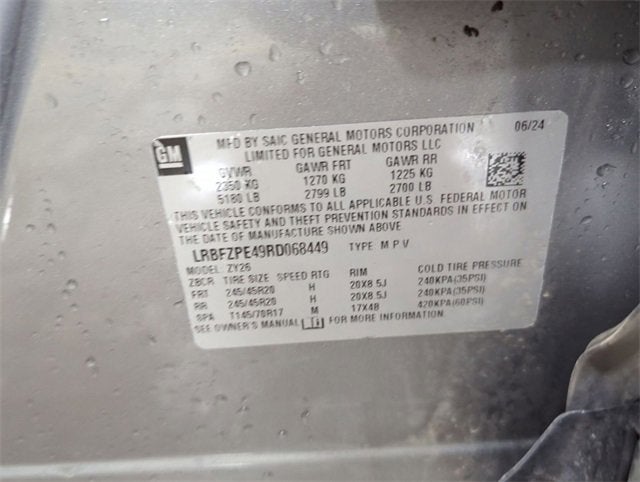 GM
MFD BY SAIC GENERAL MOTORS CORPORATION 06/24
LIMITED FOR GENERAL MOTORS LLC
GVWR GAWR FRT GAWR RR
2350 KG 1270 KG 1225 KG
5180 LB 2799 LB 2700 LB
THIS VEHICLE CONFORMS TO ALL APPLICABLE U.S. FEDERAL MOTOR
VEHICLE SAFETY AND THEFT PREVENTION STANDARDS IN EFFECT ON
THE DATE OF MANUFACTURE SHOWN ABOVE
LRBFZPE49RD068449 TYPE M P V
MODEL ZY26
ZBCR TIRE SIZE SPEED RTG RIM COLD TIRE PRESSURE
FRT 245/45R20 H 20X8.5J 240KPA(35PSI)
RR 245/45R20 H 20X8.5J 240KPA(35PSI)
SPA T145/70R17 M 17X4B 420KPA(60PSI)
SEE OWNER'S MANUAL FOR MORE INFORMATION.